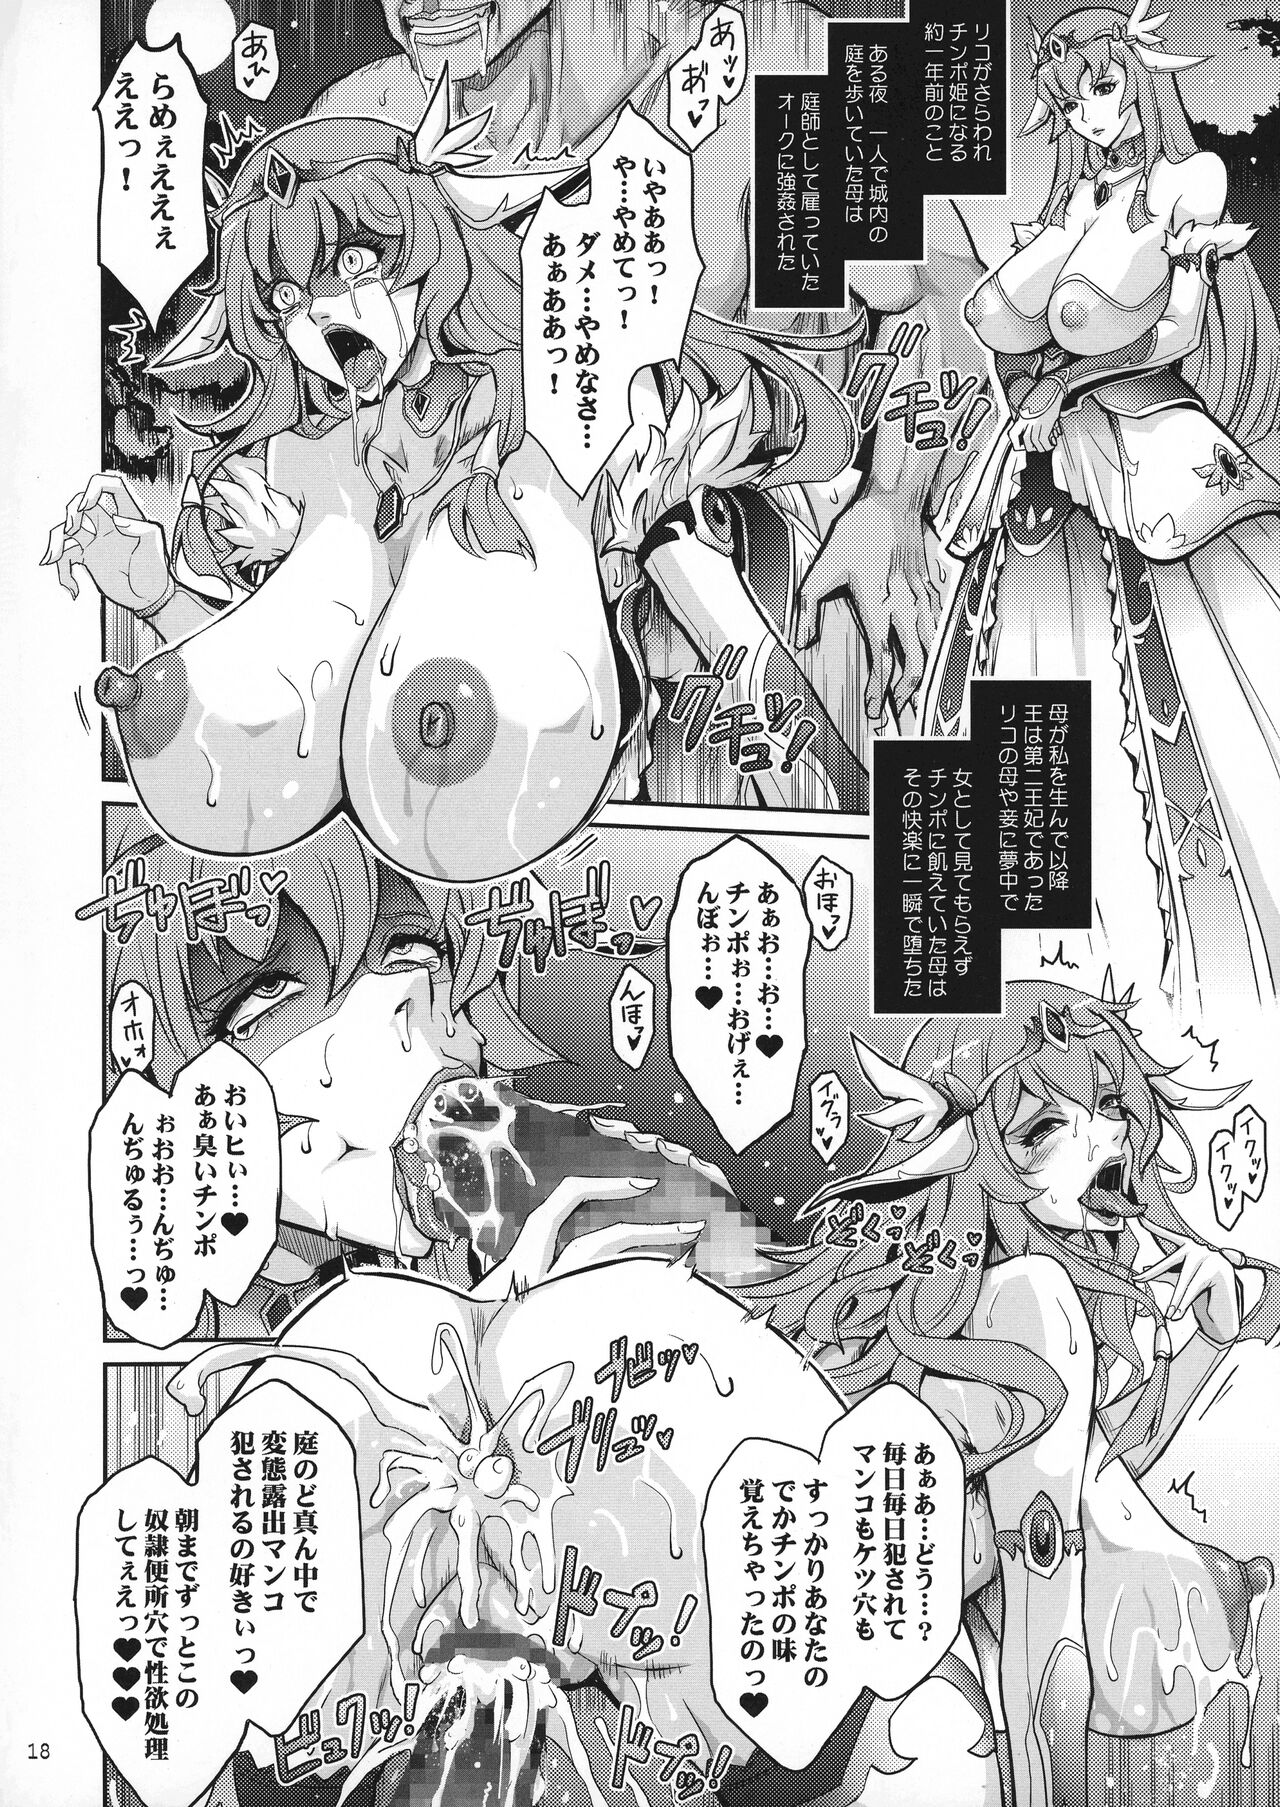 リコがさらわれ
チンポ姫になる
約一年前のこと
ある夜　一人で城内の
庭を歩いていた母は
庭師として雇っていた
オークに強姦された
あッ
お゛っ
いやああっ！
や…やめてっ！
ダメ…やめなさ…
あぁああっ！
あひっ
らめぇえええ
ええっ！
グチュンッ！
グチュンッ！
母が私を生んで以降
王は第二王妃であった
リコの母や妾に夢中で
女として見てもらえず
チンポに飢えていた母は
その快楽に一瞬で堕ちた
おほっ
あぁお…お…♥
チンポぉ…おげぇ…
んぼぉ…♥
んほっ
ぢゅぼっ♥
ぢゅぼっ♥
オホォ
おいヒぃ…♥
あぁ臭いチンポ
ぉおお…んぢゅ…
んぢゅるぅ…っ♥
イクッ
イクッ
イグゥ
どくっ
どくっ
あぁあ…どう…？
毎日毎日犯されて
マンコもケツ穴も
すっかりあなたの
でかチンポの味
覚えちゃったのっ♥
ブビッ
ブリュッ
ドプッ！
ドプッ！
ビュクッ！
庭のど真ん中で
変態露出マンコ
犯されるの好きぃっ♥
朝までずっとこの
奴隷便所穴で性欲処理
してぇえっ♥♥♥
18